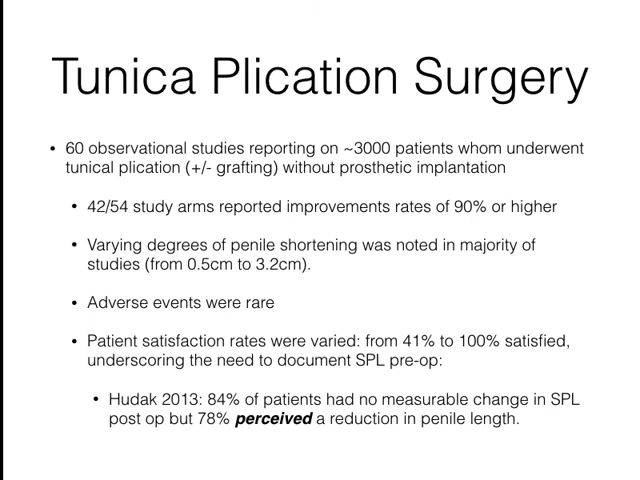 Tunica Plication Surgery
• 60 observational studies reporting on ~3000 patients whom underwent
tunical plication (+/- grafting) without prosthetic implantation
• 42/54 study arms reported improvements rates of 90% or higher
• Varying degrees of penile shortening was noted in majority of
studies (from 0.5cm to 3.2cm).
• Adverse events were rare
• Patient satisfaction rates were varied: from 41% to 100% satisfied,
underscoring the need to document SPL pre-op:
• Hudak 2013: 84% of patients had no measurable change in SPL
post op but 78% perceived a reduction in penile length.